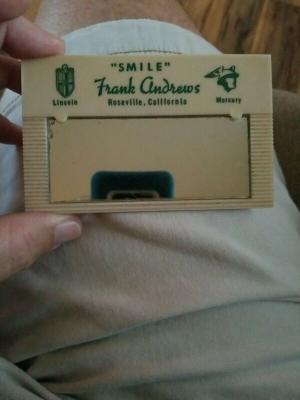 "SMILE"
Frank Andrews
Roseville, California
Lincoln
Mercury